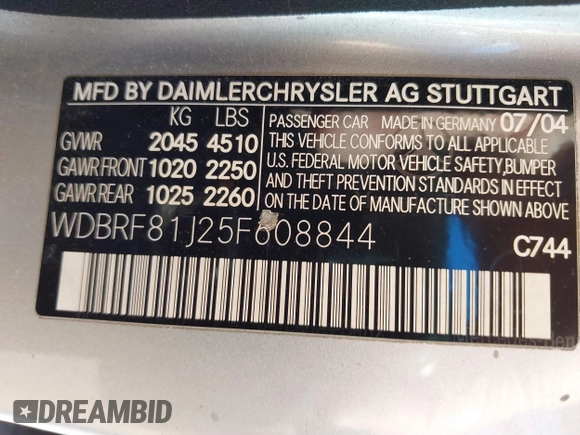 MFD BY DAIMLERCHRYSLER AG STUTTGART
KG LBS
GVWR 2045 4510
GAWR FRONT 1020 2250
GAWR REAR 1025 2260
PASSENGER CAR MADE IN GERMANY 07/04
THIS VEHICLE CONFORMS TO ALL APPLICABLE
U.S. FEDERAL MOTOR VEHICLE SAFETY, BUMPER
AND THEFT PREVENTION STANDARDS IN EFFECT
ON THE DATE OF MANUFACTURE SHOWN ABOVE
WDBRF81J25F608844
C744
DREAMBID